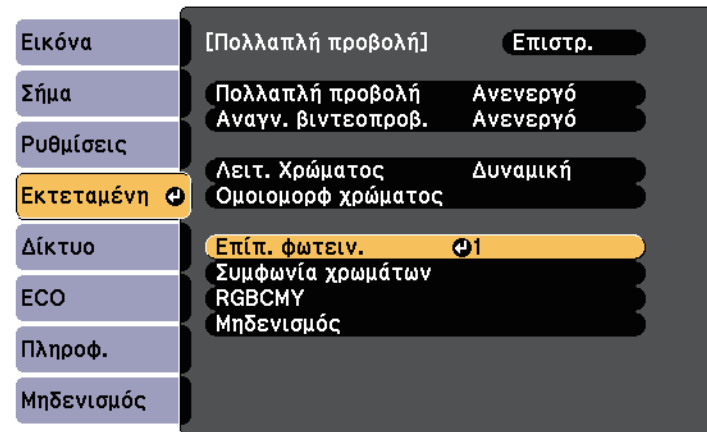 Εικόνα
Σήμα
Ρυθμίσεις
Εκτεταμένη
Δίκτυο
ECO
Πληροφ.
Μηδενισμός
[Πολλαπλή προβολή] Επιστρ.
Πολλαπλή προβολή Ανενεργό
Αναγν. βιντεοπροβ. Ανενεργό
Λειτ. Χρώματος Δυναμική
Ομοιομορφ χρώματος
Επίπ. φωτειν. 1
Συμφωνία χρωμάτων
RGBCMY
Μηδενισμός